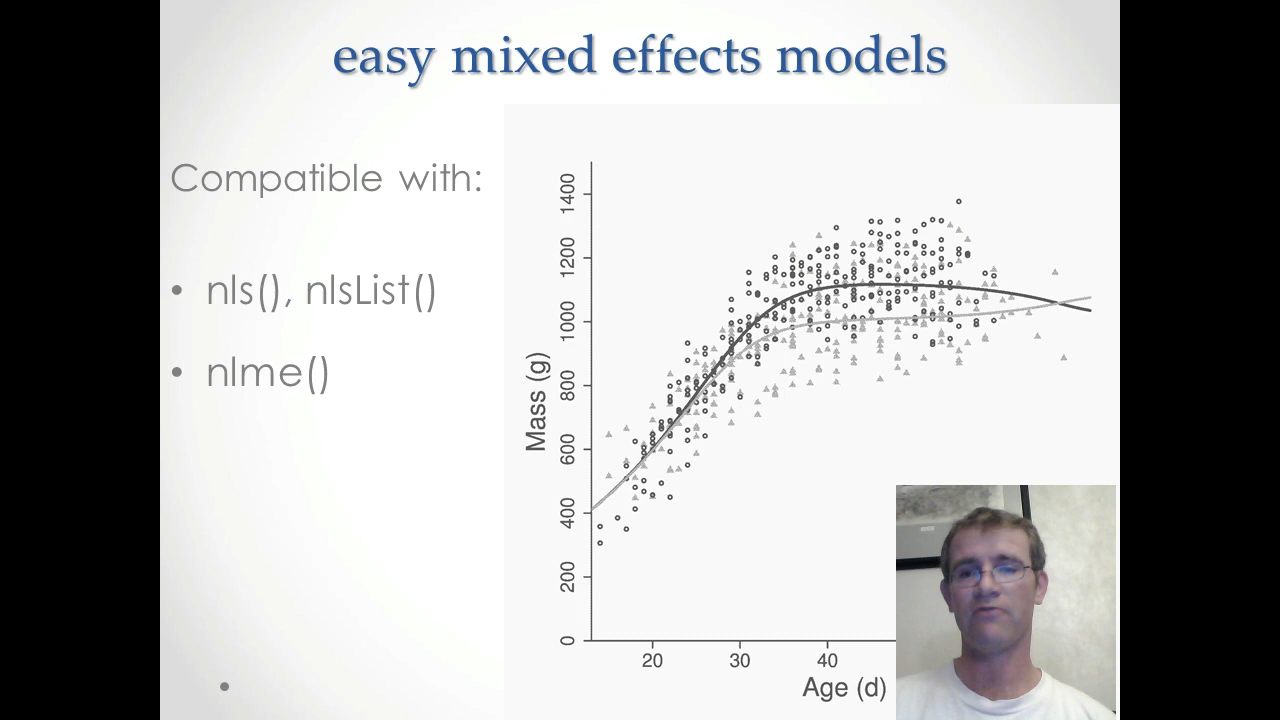 easy mixed effects models
Compatible with:
• nls(), nlsList()
• nlme()
•
Mass (g)
1400
1200
1000
800
600
400
200
0
20 30 40
Age (d)